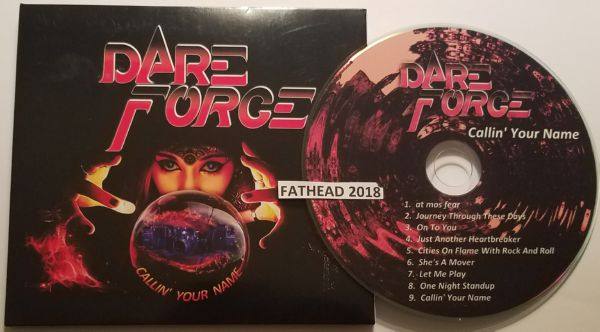 DARE
FORCE
CALLIN' YOUR NAME
FATHEAD 2018
DARE
FORCE
Callin' Your Name
1. at mos fear
2. Journey Through These Days
3. On To You
4. Just Another Heartbreaker
5. Cities On Flame With Rock And Roll
6. She's A Mover
7. Let Me Play
8. One Night Standup
9. Callin' Your Name